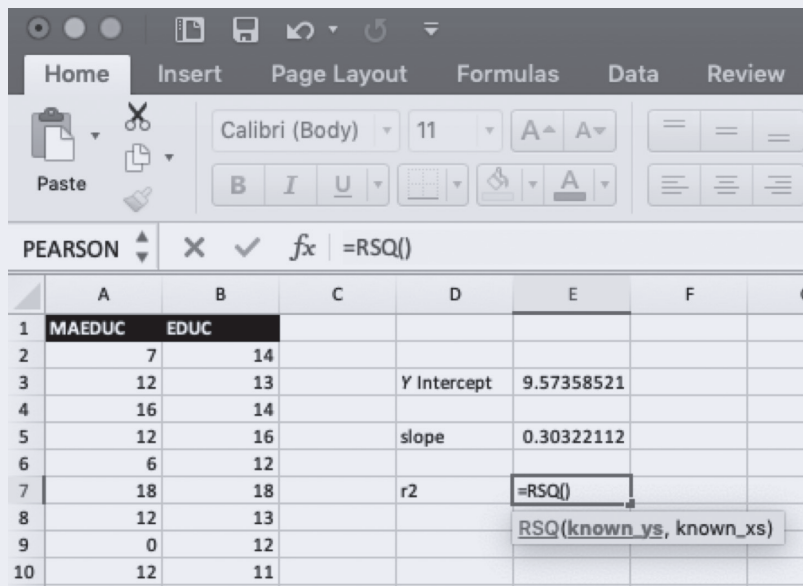 Home Insert Page Layout Formulas Data Review
Calibri (Body) 11 A A
Paste B I U A
PEARSON fx =RSQ()
A B C D E F
1 MAEDUC EDUC
2 7 14
3 12 13 Y Intercept 9.57358521
4 16 14
5 12 16 slope 0.30322112
6 6 12
7 18 18 r2 =RSQ()
8 12 13 RSQ(known_ys, known_xs)
9 0 12
10 12 11